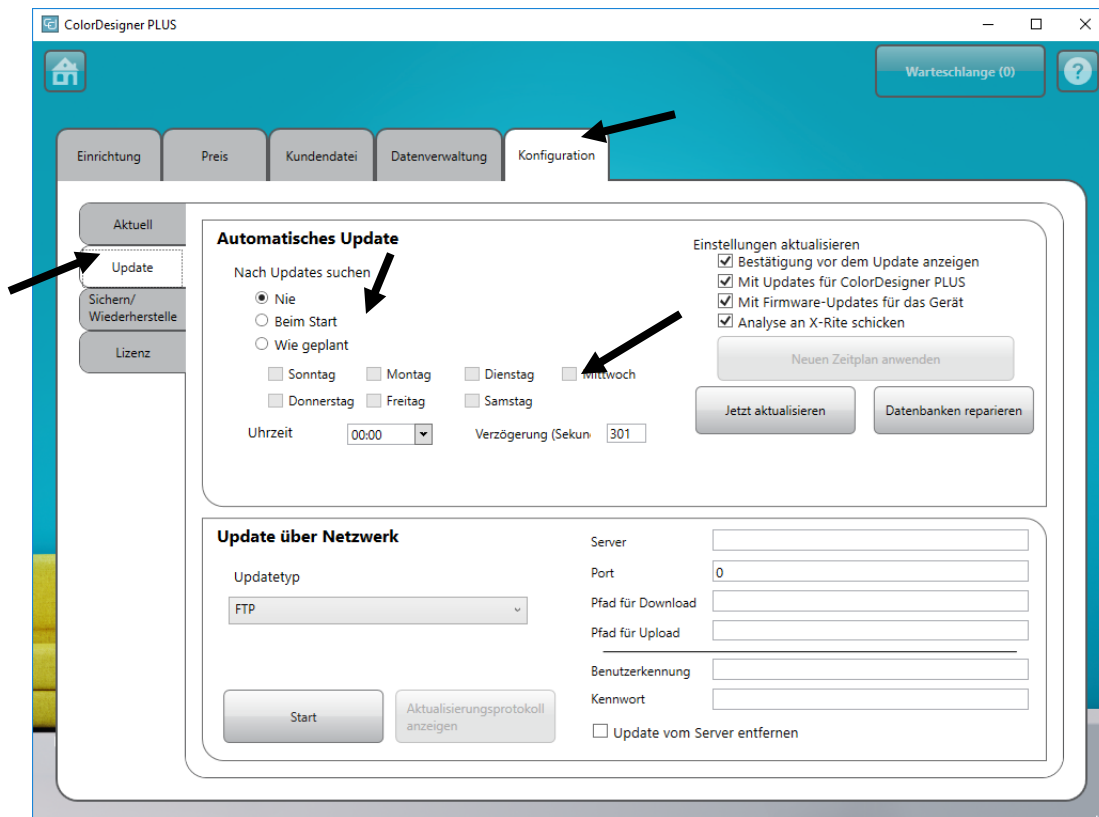 ColorDesigner PLUS
Warteschlange (0)
?
Einrichtung
Preis
Kundendatei
Datenverwaltung
Konfiguration
Aktuell
Update
Sichern/
Wiederherstelle
Lizenz
Automatisches Update
Nach Updates suchen
Nie
Beim Start
Wie geplant
Sonntag
Montag
Dienstag
Mittwoch
Donnerstag
Freitag
Samstag
Uhrzeit
00:00
Verzögerung (Sekun
301
Einstellungen aktualisieren
Bestätigung vor dem Update anzeigen
Mit Updates für ColorDesigner PLUS
Mit Firmware-Updates für das Gerät
Analyse an X-Rite schicken
Neuen Zeitplan anwenden
Jetzt aktualisieren
Datenbanken reparieren
Update über Netzwerk
Updatetyp
FTP
Start
Aktualisierungsprotokoll
anzeigen
Server
Port
0
Pfad für Download
Pfad für Upload
Benutzerkennung
Kennwort
Update vom Server entfernen